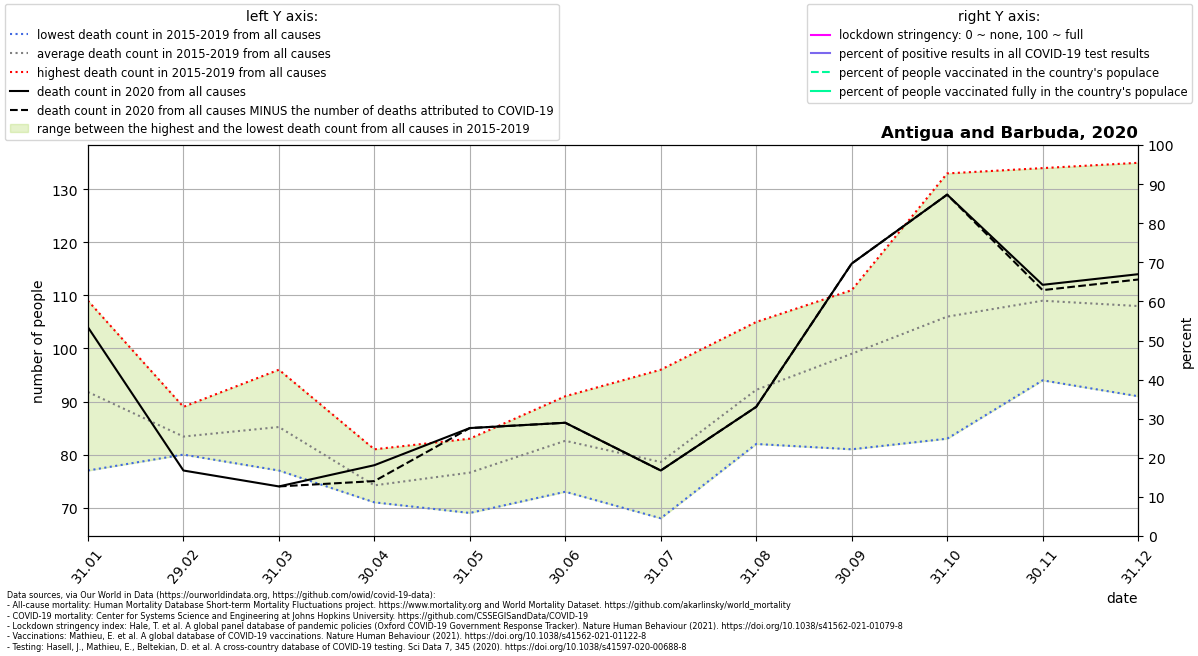 left Y axis:
lowest death count in 2015-2019 from all causes
average death count in 2015-2019 from all causes
highest death count in 2015-2019 from all causes
death count in 2020 from all causes
death count in 2020 from all causes MINUS the number of deaths attributed to COVID-19
range between the highest and the lowest death count from all causes in 2015-2019
right Y axis:
lockdown stringency: 0 ~ none, 100 ~ full
percent of positive results in all COVID-19 test results
percent of people vaccinated in the country's populace
percent of people vaccinated fully in the country's populace
Antigua and Barbuda, 2020
130
120
110
100
90
80
70
number of people
100
90
80
70
60
50
40
30
20
10
0
percent
31.01
29.02
31.03
30.04
31.05
30.06
31.07
31.08
30.09
31.10
30.11
31.12
date
Data sources, via Our World in Data (https://ourworldindata.org, https://github.com/owid/covid-19-data):
- All-cause mortality: Human Mortality Database Short-term Mortality Fluctuations project. https://www.mortality.org and World Mortality Dataset. https://github.com/akarlinsky/world_mortality
- COVID-19 mortality: Center for Systems Science and Engineering at Johns Hopkins University. https://github.com/CSSEGISandData/COVID-19
- Lockdown stringency index: Hale, T. et al. A global panel database of pandemic policies (Oxford COVID-19 Government Response Tracker). Nature Human Behaviour (2021). https://doi.org/10.1038/s41562-021-01079-8
- Vaccinations: Mathieu, E. et al. A global database of COVID-19 vaccinations. Nature Human Behaviour (2021). https://doi.org/10.1038/s41562-021-01122-8
- Testing: Hasell, J., Mathieu, E., Beltekian, D. et al. A cross-country database of COVID-19 testing. Sci Data 7, 345 (2020). https://doi.org/10.1038/s41597-020-00688-8